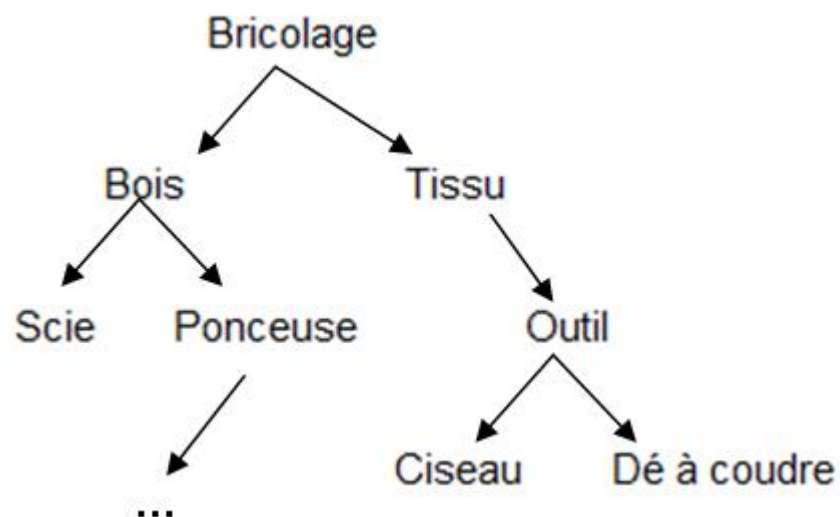 Bricolage
Bois Tissu
Scie Ponceuse Outil
Ciseau Dé à coudre
...